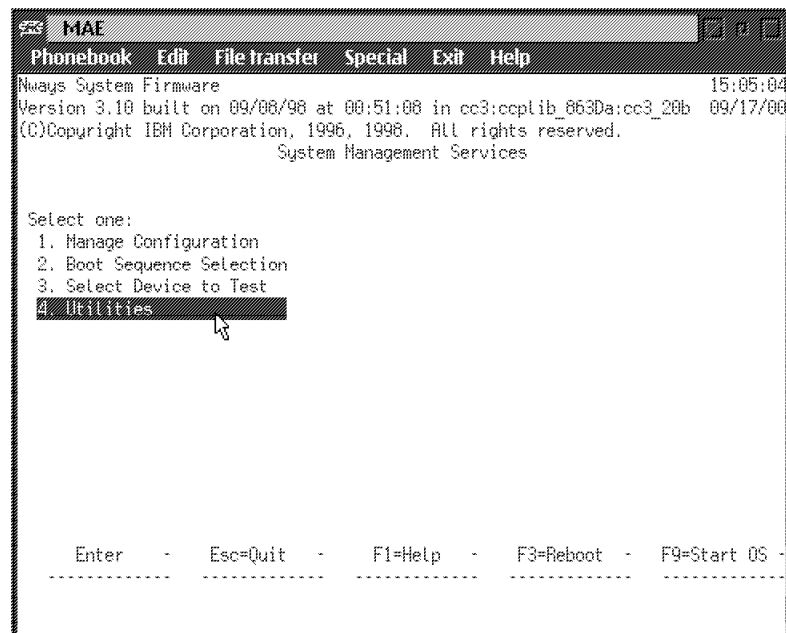 MAE
Phonebook Edit File transfer Special Exit Help
Nways System Firmware 15:05:04
Version 3.10 built on 09/08/98 at 00:51:08 in cc3:ccplib_863Da:cc3_20b 09/17/00
(C)Copyright IBM Corporation, 1996, 1998. All rights reserved.
System Management Services
Select one:
1. Manage Configuration
2. Boot Sequence Selection
3. Select Device to Test
4. Utilities
Enter - Esc=Quit - F1=Help - F3=Reboot - F9=Start OS -